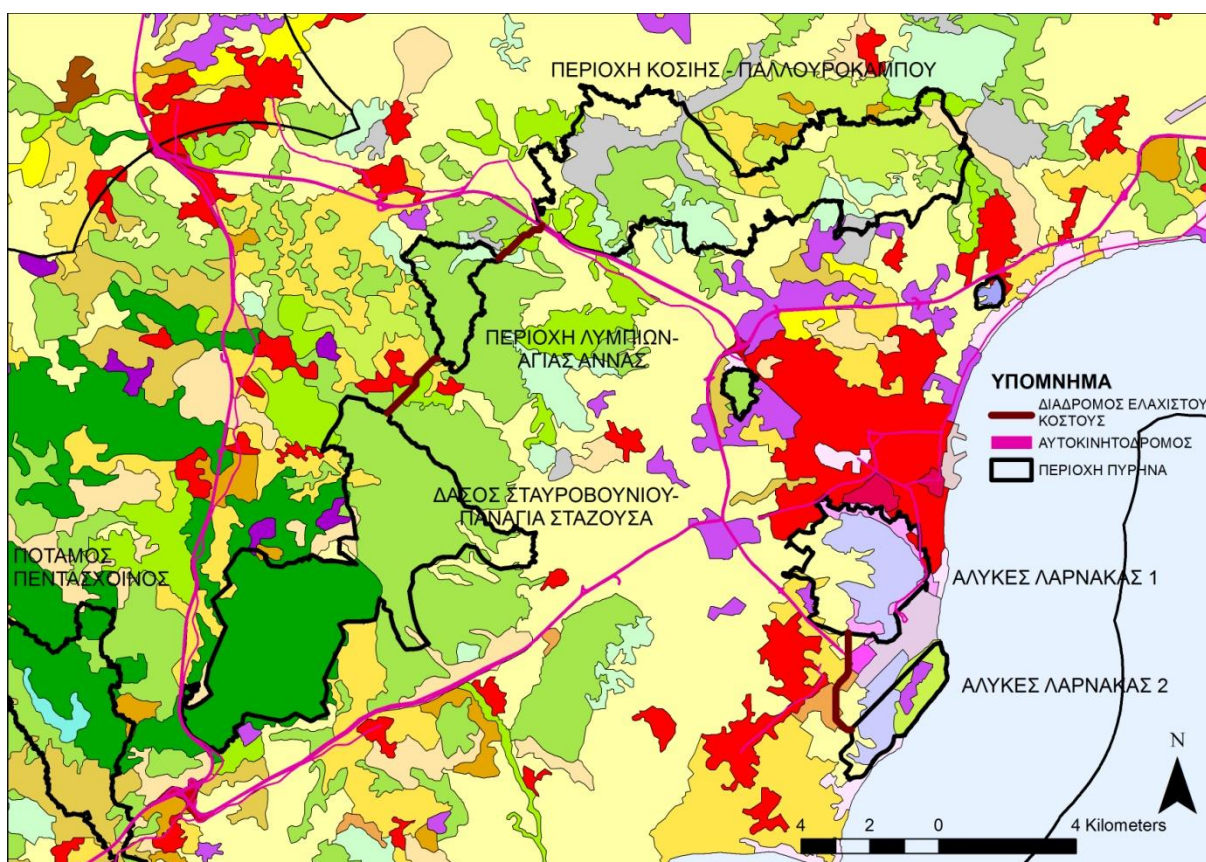 ΠΕΡΙΟΧΗ ΚΟΣΙΗΣ - ΠΑΛΛΟΥΡΟΚΑΜΠΟΥ
ΠΕΡΙΟΧΗ ΛΥΜΠΙΩΝ-
ΑΓΙΑΣ ΑΝΝΑΣ
ΔΑΣΟΣ ΣΤΑΥΡΟΒΟΥΝΙΟΥ-
ΠΑΝΑΓΙΑ ΣΤΑΖΟΥΣΑ
ΠΟΤΑΜΟΣ
ΠΕΝΤΑΣΧΟΙΝΟΣ
ΑΛΥΚΕΣ ΛΑΡΝΑΚΑΣ 1
ΑΛΥΚΕΣ ΛΑΡΝΑΚΑΣ 2
ΥΠΟΜΝΗΜΑ
ΔΙΑΔΡΟΜΟΣ ΕΛΑΧΙΣΤΟΥ
ΚΟΣΤΟΥΣ
ΑΥΤΟΚΙΝΗΤΟΔΡΟΜΟΣ
ΠΕΡΙΟΧΗ ΠΥΡΗΝΑ
N
4 2 0 4 Kilometers